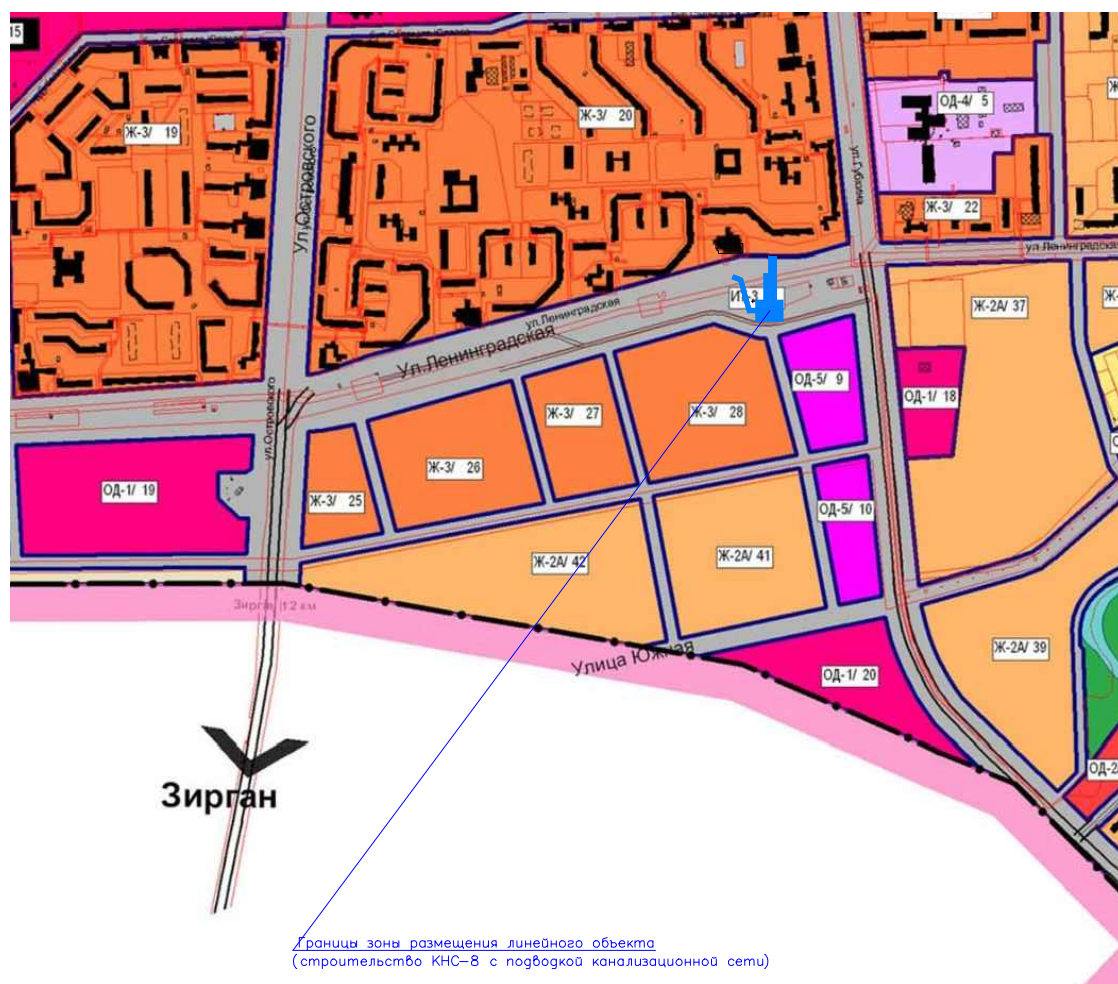 15
Ж-3/ 19
Ул.Островского
Ж-3/ 20
ул.Губкина
ОД-4/ 5
Ж-3/ 22
ул.Ленинградская
Ж-2А/ 37
ул.Ленинградская
Ул.Ленинградская
ул.Островского
ОД-5/ 9
ОД-1/ 18
Ж-3/ 27
Ж-3/ 28
Ж-3/ 26
Ж-3/ 25
ОД-1/ 19
ОД-5/ 10
Ж-2А/ 42
Ж-2А/ 41
Зирган 12 км
Улица Южная
ОД-1/ 20
Ж-2А/ 39
ОД-2
Зирган
Границы зоны размещения линейного объекта
(строительство КНС-8 с подводкой канализационной сети)